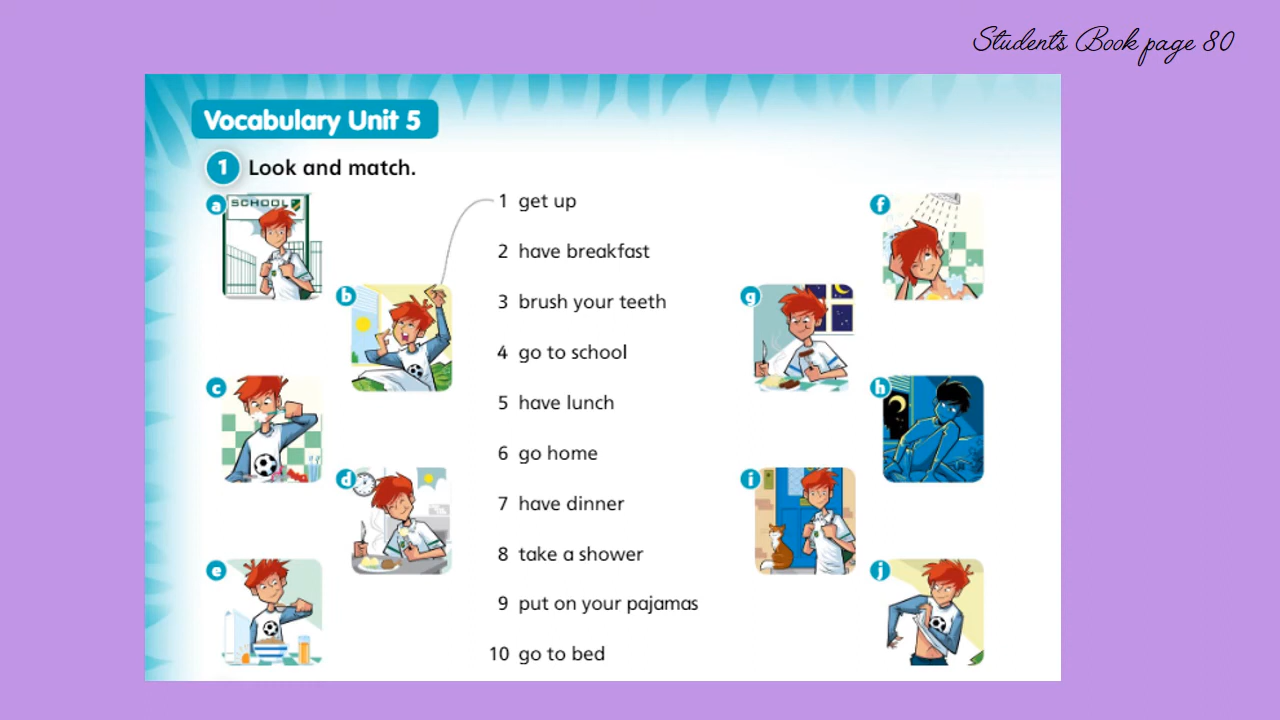 Students Book page 80
Vocabulary Unit 5
1 Look and match.
a
SCHOOL
b
c
d
e
1 get up
2 have breakfast
3 brush your teeth
4 go to school
5 have lunch
6 go home
7 have dinner
8 take a shower
9 put on your pajamas
10 go to bed
f
g
h
i
j